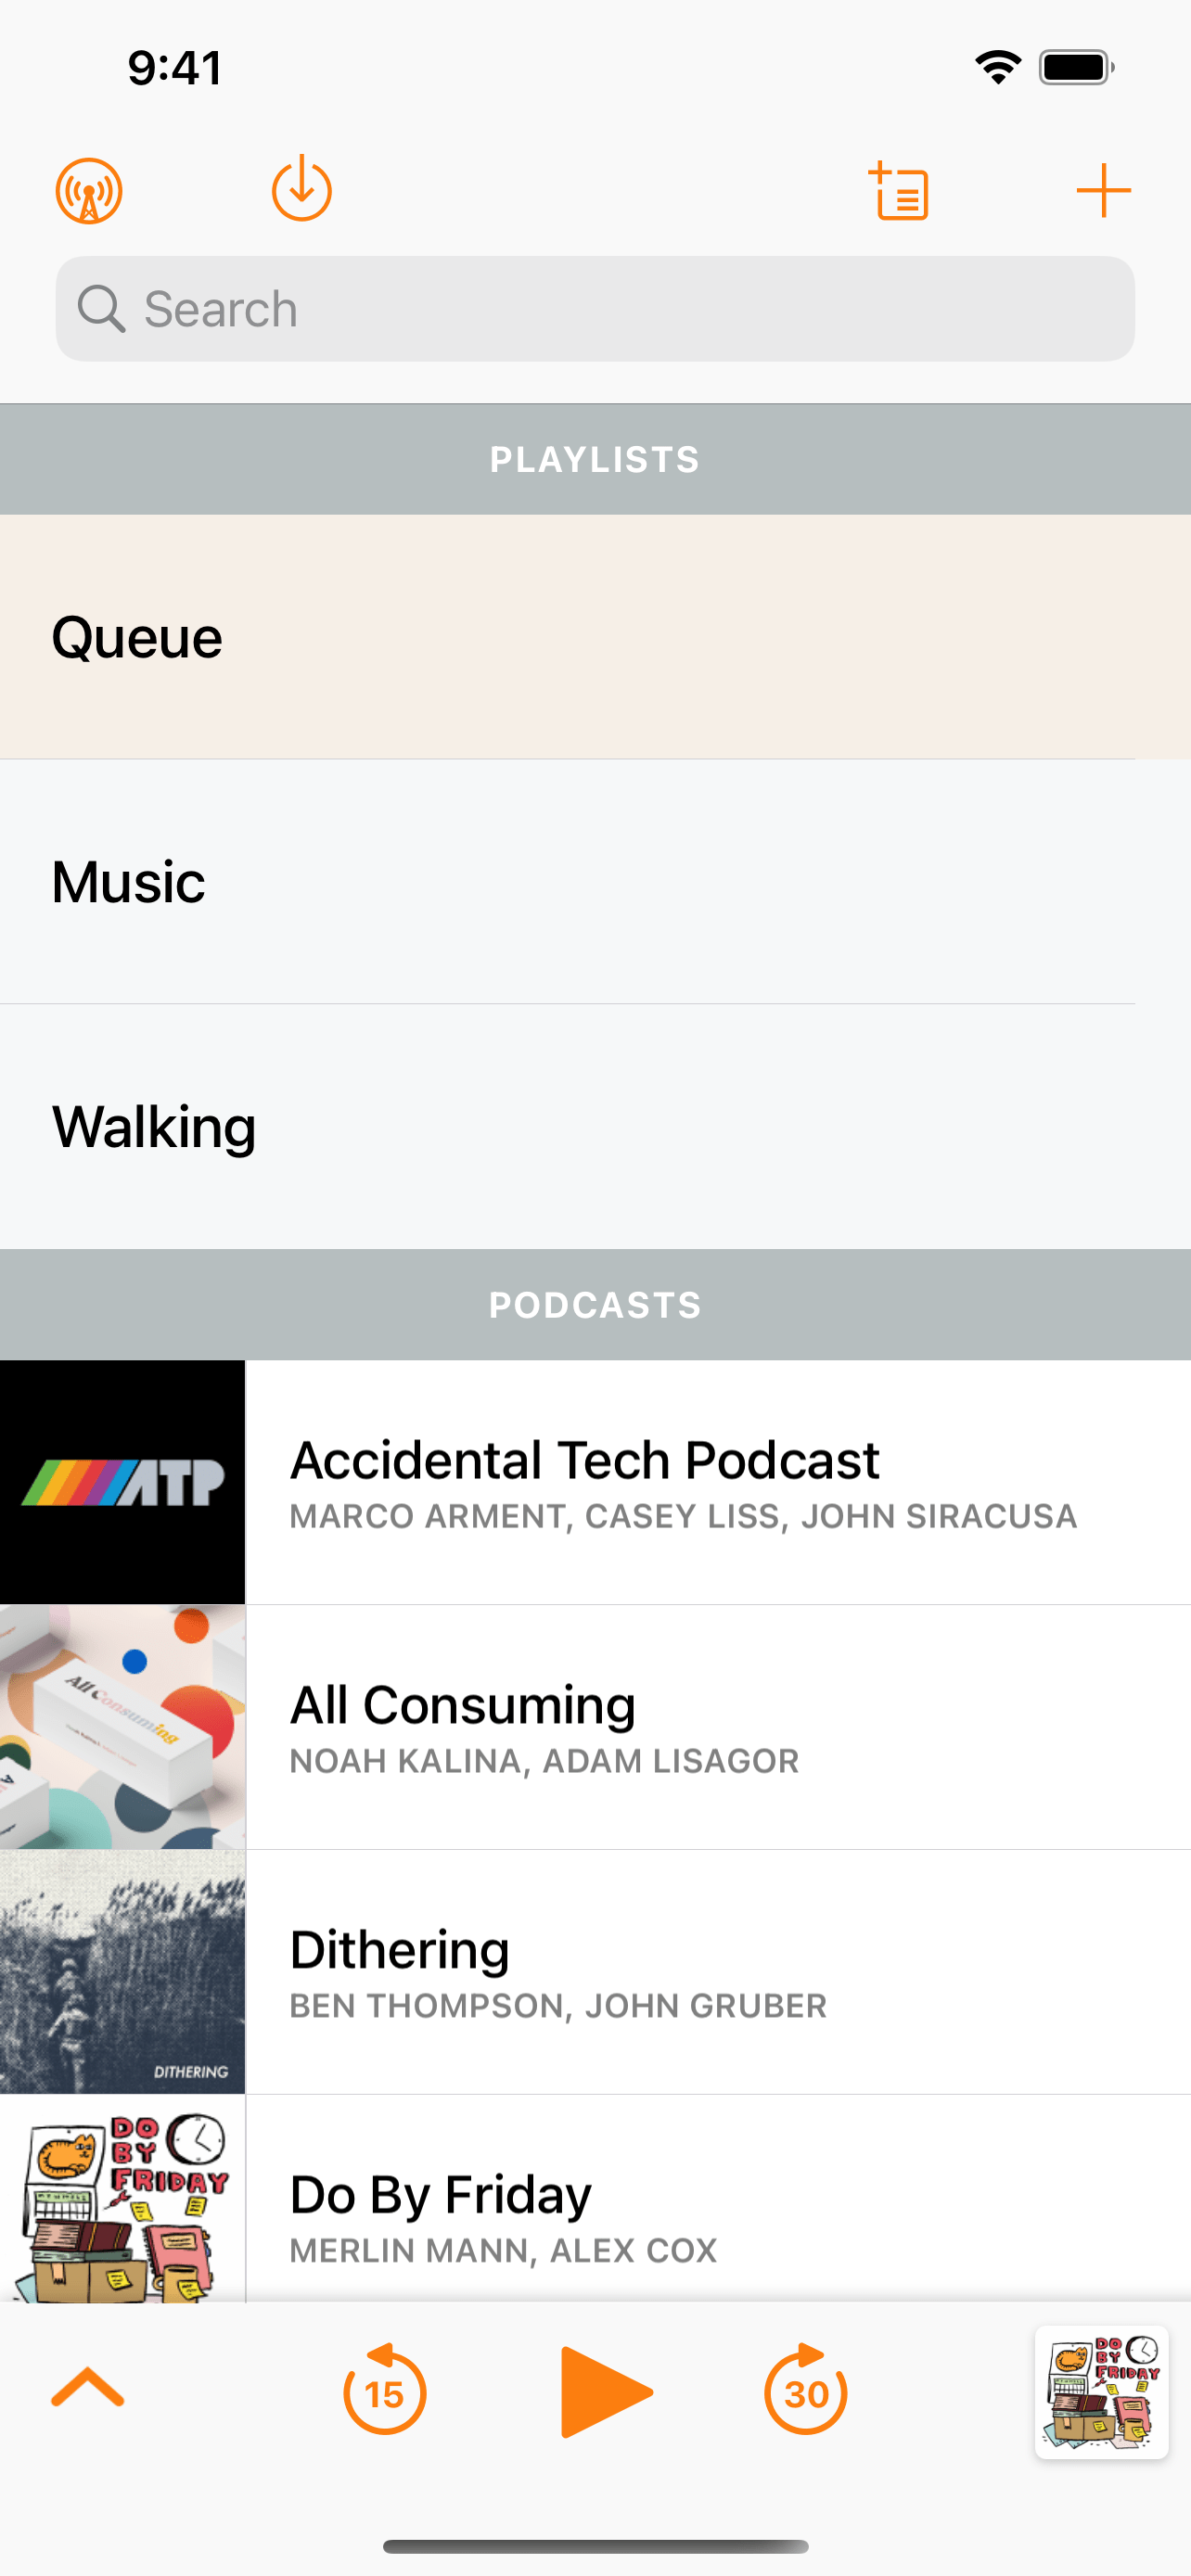 9:41
Search
PLAYLISTS
Queue
Music
Walking
PODCASTS
ATP
Accidental Tech Podcast
MARCO ARMENT, CASEY LISS, JOHN SIRACUSA
All Consuming
All Consuming
NOAH KALINA, ADAM LISAGOR
Dithering
BEN THOMPSON, JOHN GRUBER
DITHERING
DO
BY
FRIDAY
Do By Friday
MERLIN MANN, ALEX COX
15
30
DO
BY
FRIDAY